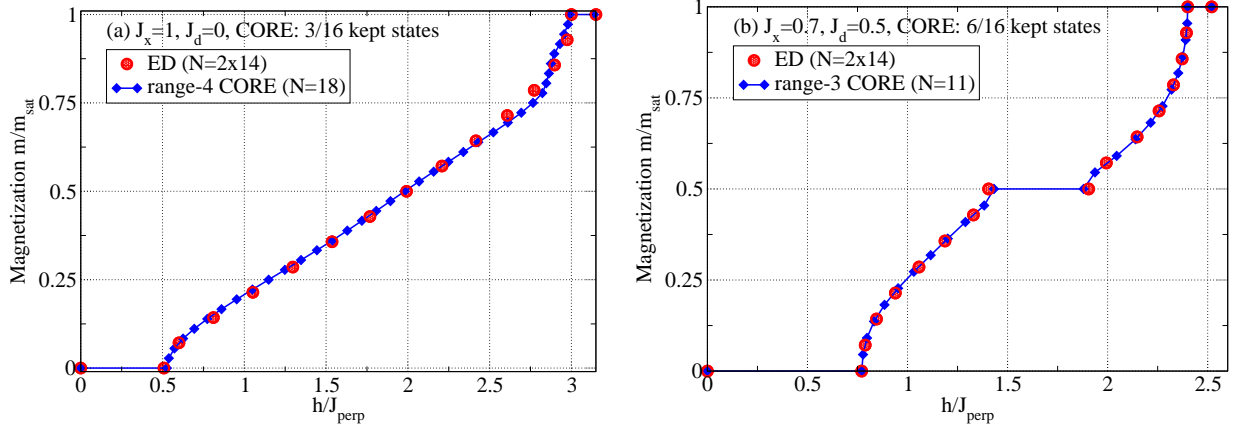 (a) J_x=1, J_d=0, CORE: 3/16 kept states
ED (N=2x14)
range-4 CORE (N=18)
Magnetization m/m_sat
1
0.75
0.5
0.25
0
0 0.5 1 1.5 2 2.5 3
h/J_perp
(b) J_x=0.7, J_d=0.5, CORE: 6/16 kept states
ED (N=2x14)
range-3 CORE (N=11)
Magnetization m/m_sat
1
0.75
0.5
0.25
0
0 0.5 1 1.5 2 2.5
h/J_perp